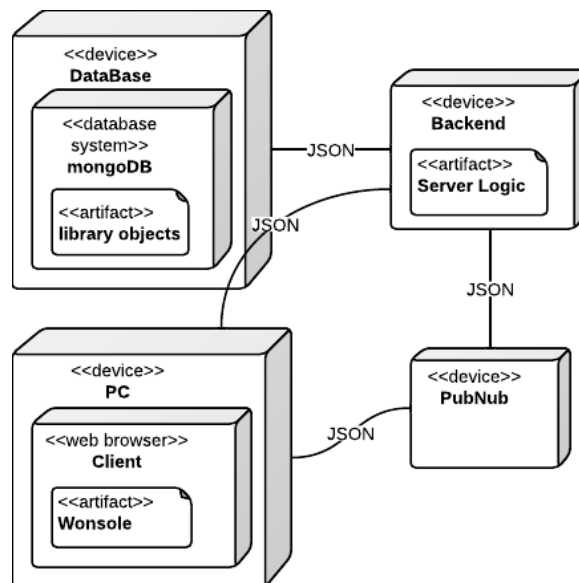 <<device>>
DataBase
<<database
system>>
mongoDB
<<artifact>>
library objects
JSON
<<device>>
Backend
<<artifact>>
Server Logic
JSON
JSON
<<device>>
PC
<<web browser>>
Client
<<artifact>>
Wonsole
JSON
<<device>>
PubNub